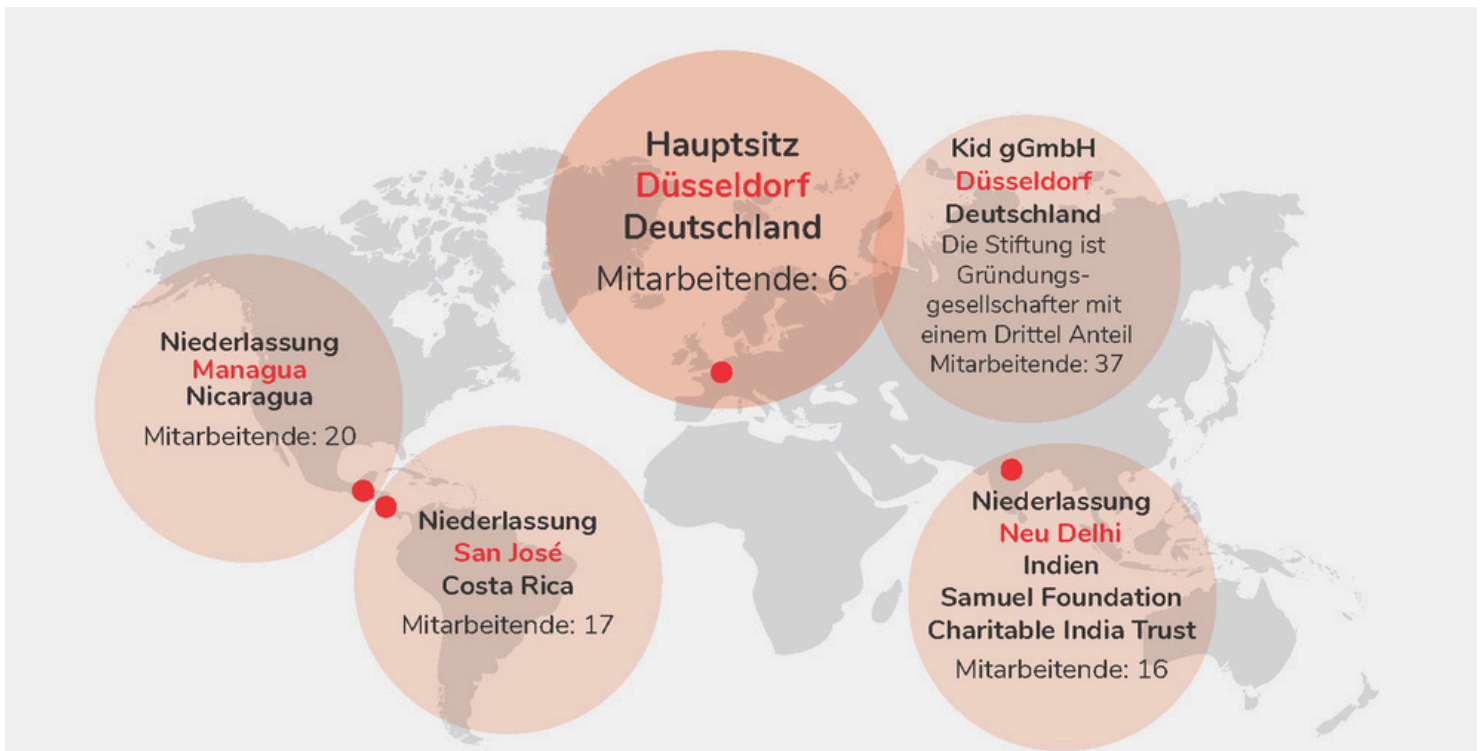 Hauptsitz
Düsseldorf
Deutschland
Mitarbeitende: 6
Kid gGmbH
Düsseldorf
Deutschland
Die Stiftung ist
Gründungs-
gesellschafter mit
einem Drittel Anteil
Mitarbeitende: 37
Niederlassung
Managua
Nicaragua
Mitarbeitende: 20
Niederlassung
San José
Costa Rica
Mitarbeitende: 17
Niederlassung
Neu Delhi
Indien
Samuel Foundation
Charitable India Trust
Mitarbeitende: 16